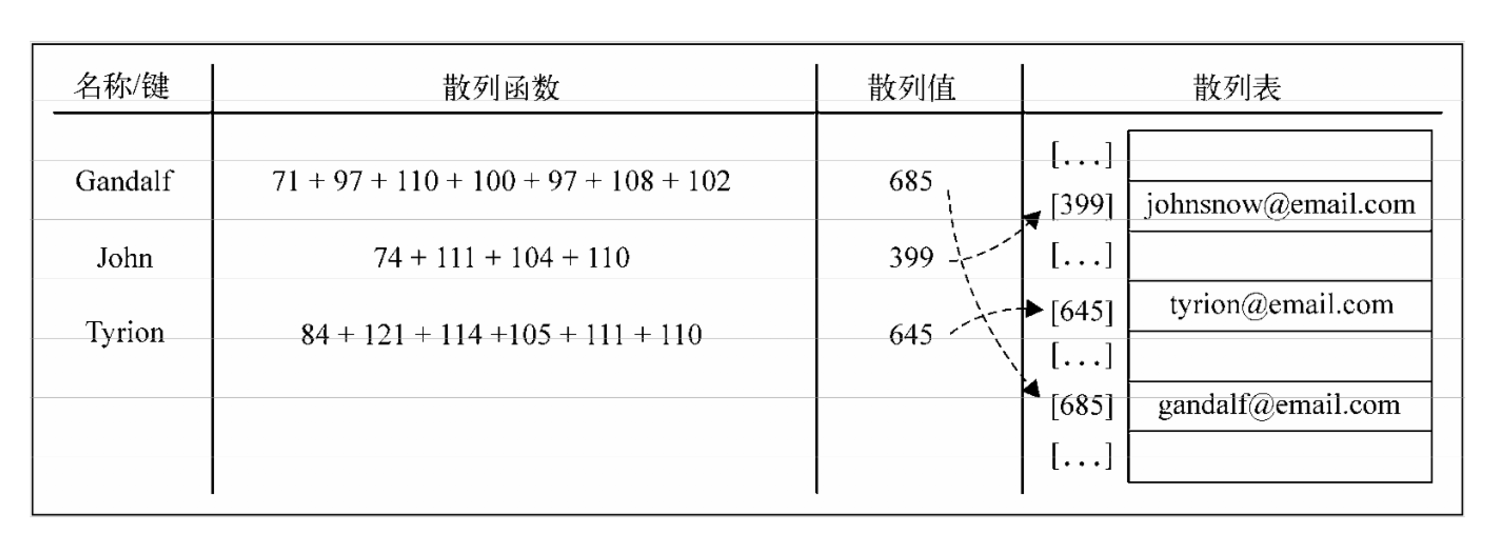 名称/键 散列函数 散列值 散列表
[...]
Gandalf 71 + 97 + 110 + 100 + 97 + 108 + 102 685
[399] johnsnow@email.com
John 74 + 111 + 104 + 110 399 [...]
[645] tyrion@email.com
Tyrion 84 + 121 + 114 +105 + 111 + 110 645
[...]
[685] gandalf@email.com
[...]